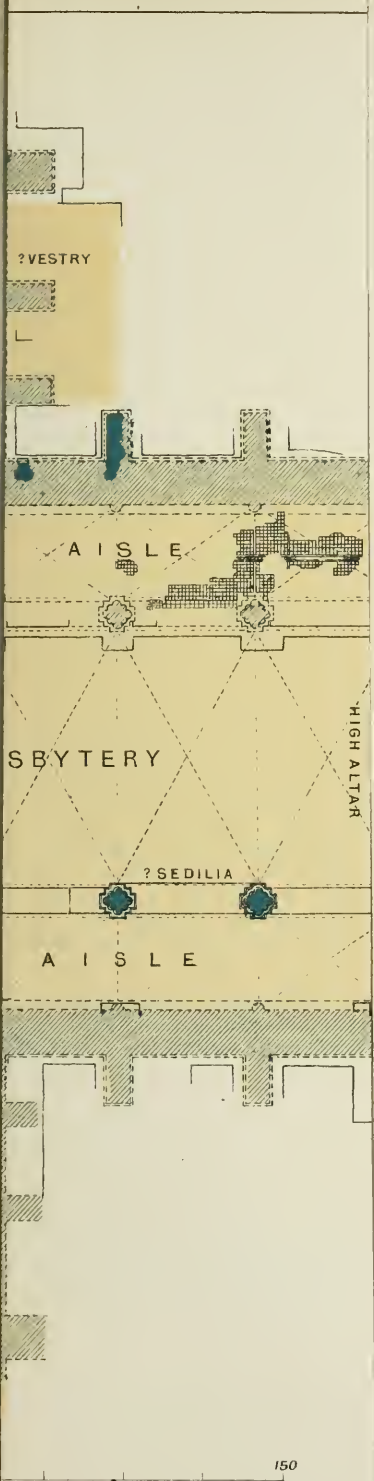 ?VESTRY
AISLE
SBYTERY
HIGH ALTAR
?SEDILIA
AISLE
150